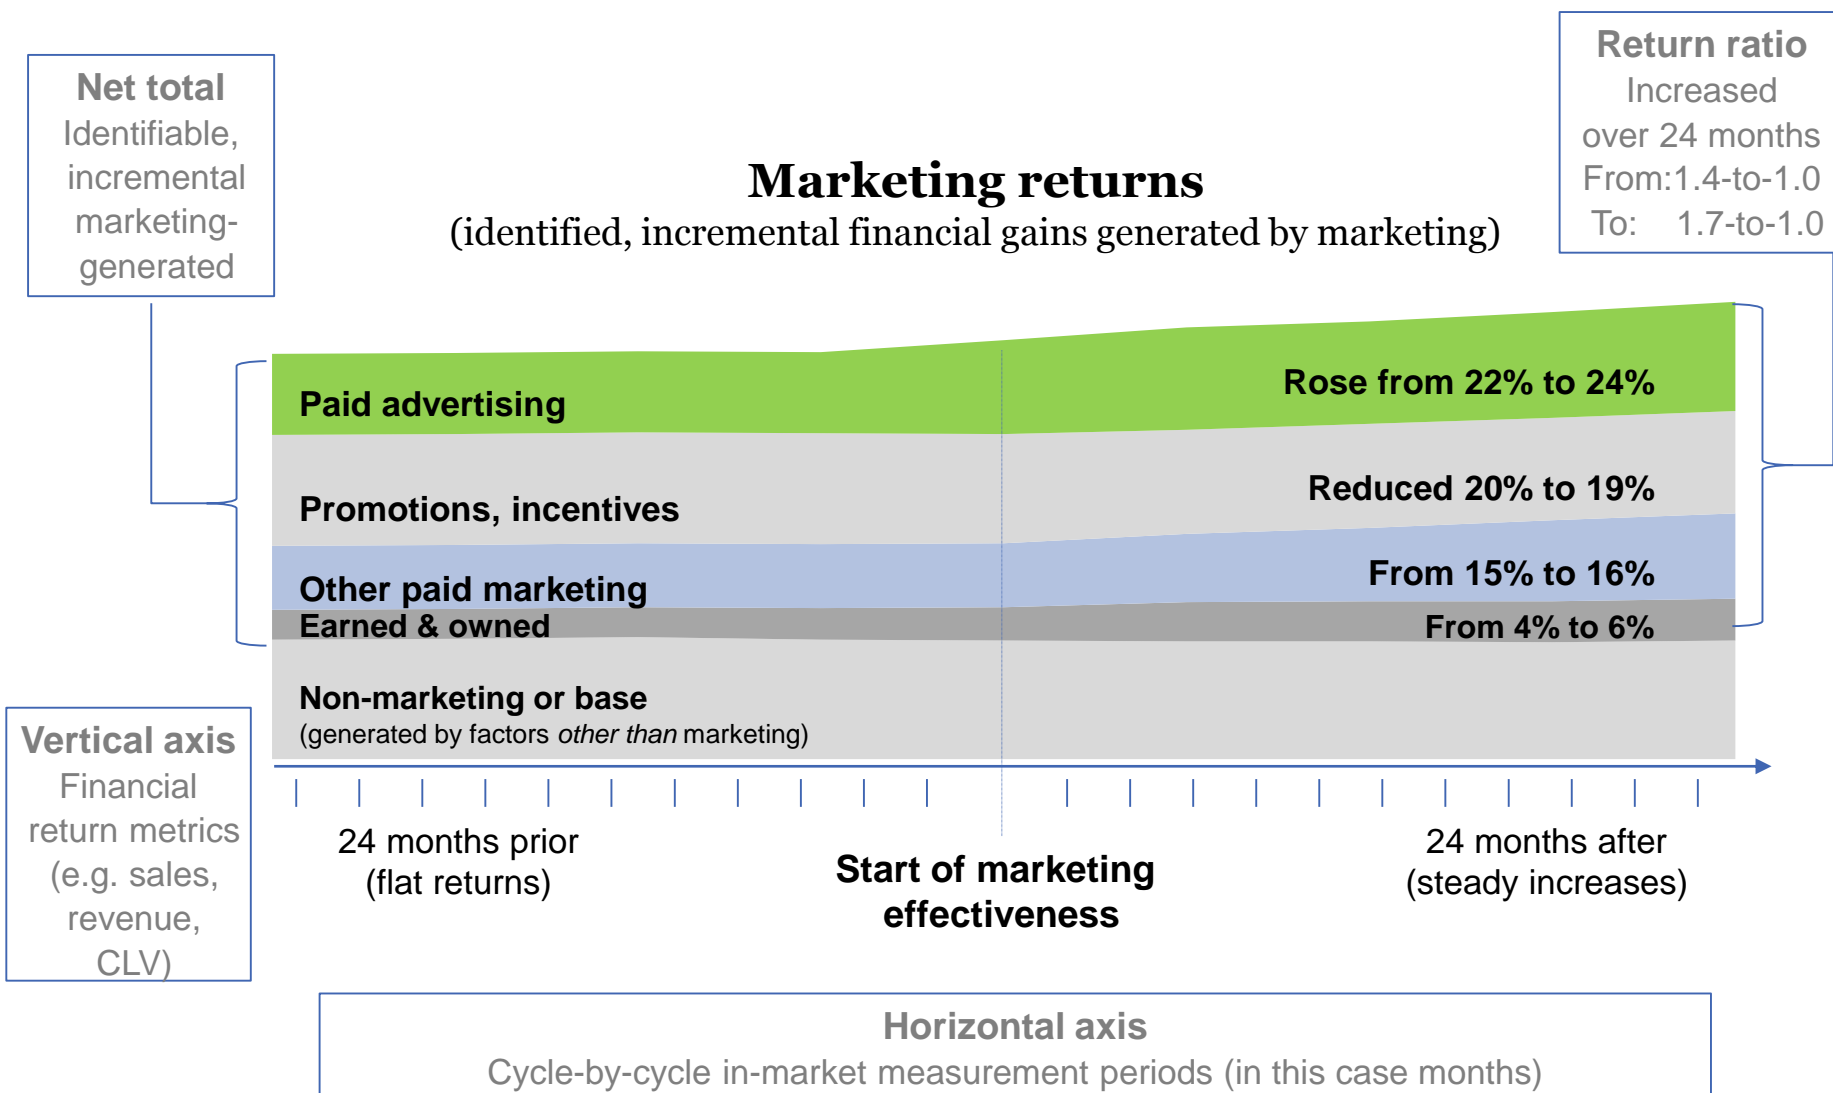 Net total
Identifiable,
incremental
marketing-
generated
Return ratio
Increased
over 24 months
From:1.4-to-1.0
To: 1.7-to-1.0
Marketing returns
(identified, incremental financial gains generated by marketing)
Paid advertising
Rose from 22% to 24%
Promotions, incentives
Reduced 20% to 19%
Other paid marketing
From 15% to 16%
Earned & owned
From 4% to 6%
Non-marketing or base
(generated by factors other than marketing)
Vertical axis
Financial
return metrics
(e.g. sales,
revenue,
CLV)
24 months prior
(flat returns)
Start of marketing
effectiveness
24 months after
(steady increases)
Horizontal axis
Cycle-by-cycle in-market measurement periods (in this case months)